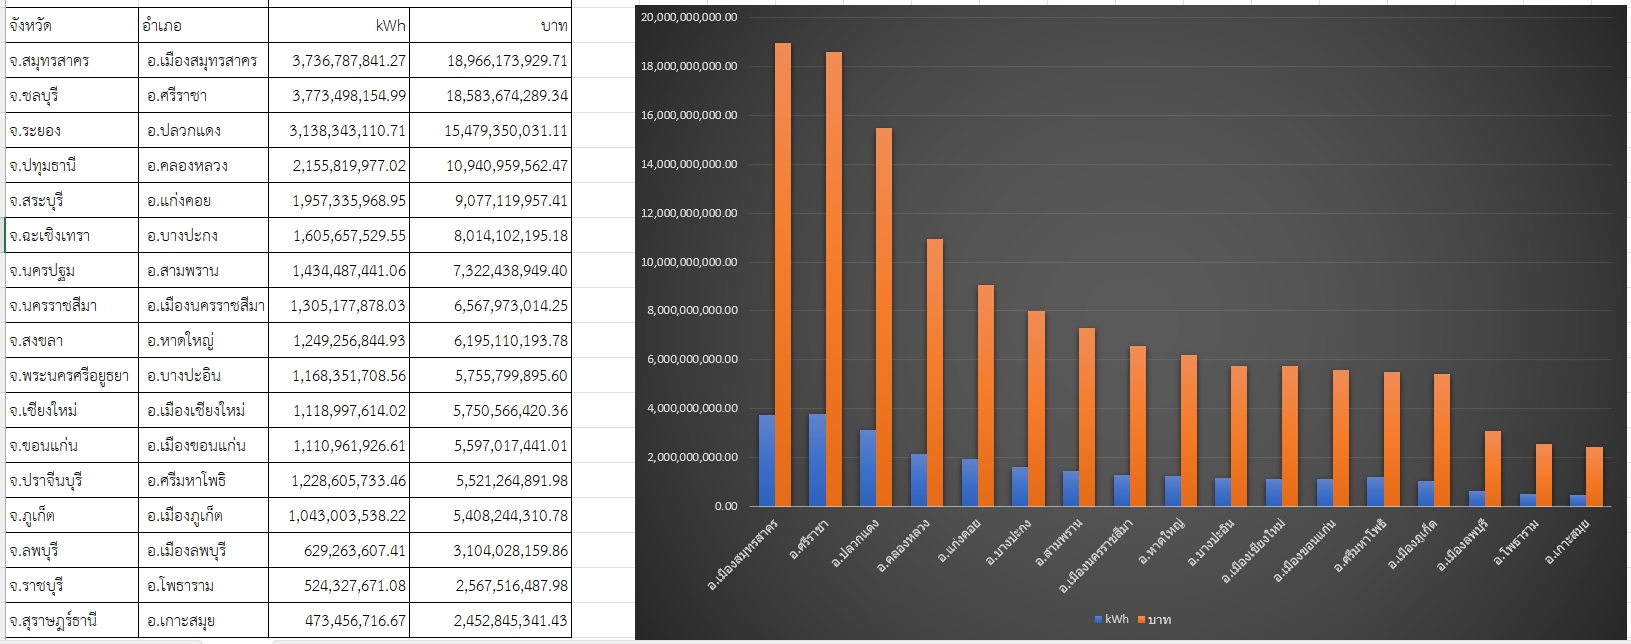 จังหวัด อำเภอ kWh บาท
จ.สมุทรสาคร อ.เมืองสมุทรสาคร 3,736,787,841.27 18,966,173,929.71
จ.ชลบุรี อ.ศรีราชา 3,773,498,154.99 18,583,674,289.34
จ.ระยอง อ.ปลวกแดง 3,138,343,110.71 15,479,350,031.11
จ.ปทุมธานี อ.คลองหลวง 2,155,819,977.02 10,940,959,562.47
จ.สระบุรี อ.แก่งคอย 1,957,335,968.95 9,077,119,957.41
จ.ฉะเชิงเทรา อ.บางปะกง 1,605,657,529.55 8,014,102,195.18
จ.นครปฐม อ.สามพราน 1,434,487,441.06 7,322,438,949.40
จ.นครราชสีมา อ.เมืองนครราชสีมา 1,305,177,878.03 6,567,973,014.25
จ.สงขลา อ.หาดใหญ่ 1,249,256,844.93 6,195,110,193.78
จ.พระนครศรีอยูธยา อ.บางปะอิน 1,168,351,708.56 5,755,799,895.60
จ.เชียงใหม่ อ.เมืองเชียงใหม่ 1,118,997,614.02 5,750,566,420.36
จ.ขอนแก่น อ.เมืองขอนแก่น 1,110,961,926.61 5,597,017,441.01
จ.ปราจีนบุรี อ.ศรีมหาโพธิ 1,228,605,733.46 5,521,264,891.98
จ.ภูเก็ต อ.เมืองภูเก็ต 1,043,003,538.22 5,408,244,310.78
จ.ลพบุรี อ.เมืองลพบุรี 629,263,607.41 3,104,028,159.86
จ.ราชบุรี อ.โพธาราม 524,327,671.08 2,567,516,487.98
จ.สุราษฎร์ธานี อ.เกาะสมุย 473,456,716.67 2,452,845,341.43
20,000,000,000.00
18,000,000,000.00
16,000,000,000.00
14,000,000,000.00
12,000,000,000.00
10,000,000,000.00
8,000,000,000.00
6,000,000,000.00
4,000,000,000.00
2,000,000,000.00
0.00
อ.เมืองสมุทรสาคร
อ.ศรีราชา
อ.ปลวกแดง
อ.คลองหลวง
อ.แก่งคอย
อ.บางปะกง
อ.สามพราน
อ.เมืองนครราชสีมา
อ.หาดใหญ่
อ.บางปะอิน
อ.เมืองเชียงใหม่
อ.เมืองขอนแก่น
อ.ศรีมหาโพธิ
อ.เมืองภูเก็ต
อ.เมืองลพบุรี
อ.โพธาราม
อ.เกาะสมุย
kWh บาท